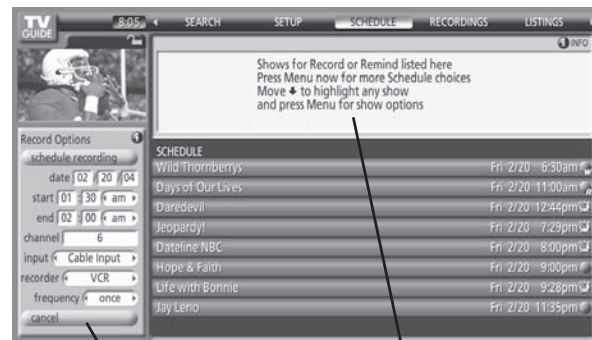 TV GUIDE
8:05 SEARCH SETUP SCHEDULE RECORDINGS LISTINGS
INFO
Shows for Record or Remind listed here
Press Menu now for more Schedule choices
Move to highlight any show
and press Menu for show options
Record Options
schedule recording
date 02 / 20 / 04
start 01 : 30 am
end 02 : 00 am
channel 6
input Cable Input
recorder VCR
frequency once
cancel
SCHEDULE
Wild Thornberrys Fri 2/20 6:30am W
Days of Our Lives Fri 2/20 11:00am R
Daredevil Fri 2/20 12:44pm
Jeopardy! Fri 2/20 7:29pm
Dateline NBC Fri 2/20 8:00pm
Hope & Faith Fri 2/20 9:00pm
Life with Bonnie Fri 2/20 9:28pm
Jay Leno Fri 2/20 11:35pm